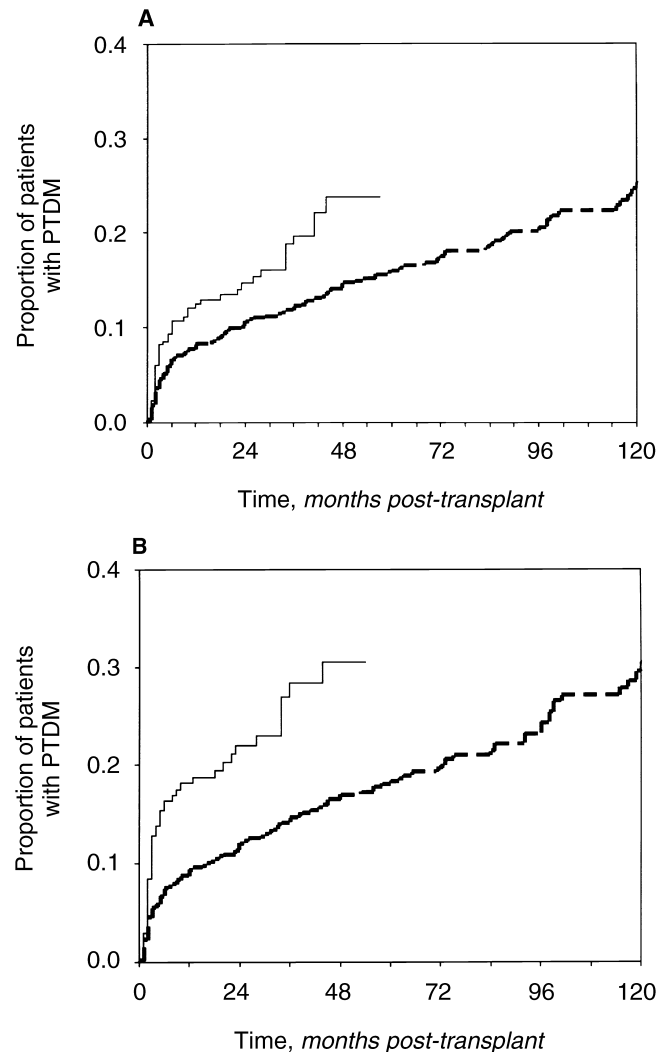 A
0.4
0.3
0.2
0.1
0.0
Proportion of patients
with PTDM
0 24 48 72 96 120
Time, months post-transplant
B
0.4
0.3
0.2
0.1
0.0
Proportion of patients
with PTDM
0 24 48 72 96 120
Time, months post-transplant